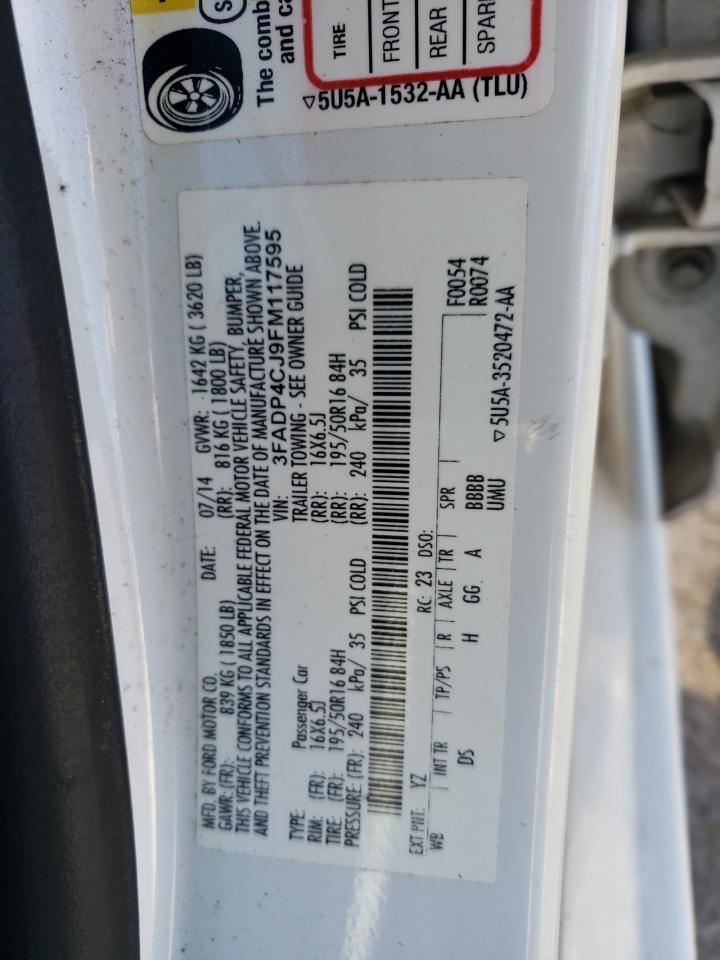 The comb
and ca
TIRE
FRONT
REAR
SPAR
▽5U5A-1532-AA (TLU)
MFD. BY FORD MOTOR CO. DATE: 07/14 GVWR: 1642 KG ( 3620 LB)
GAWR: (FR): 839 KG ( 1850 LB) (RR): 816 KG ( 1800 LB)
THIS VEHICLE CONFORMS TO ALL APPLICABLE FEDERAL MOTOR VEHICLE SAFETY, BUMPER,
AND THEFT PREVENTION STANDARDS IN EFFECT ON THE DATE OF MANUFACTURE SHOWN ABOVE.
VIN: 3FADP4CJ9FM117595
TYPE: Passenger Car TRAILER TOWING - SEE OWNER GUIDE
RIM: (FR): 16X6.5J (RR): 16X6.5J
TIRE: (FR): 195/50R16 84H (RR): 195/50R16 84H
PRESSURE: (FR): 240 kPa/ 35 PSI COLD (RR): 240 kPa/ 35 PSI COLD
EXT PNT: YZ RC: 23 DSO: F0054
WB INT TR TP/PS R AXLE TR SPR R0074
DS H GG A BBBB
UMU ▽5U5A-3520472-AA